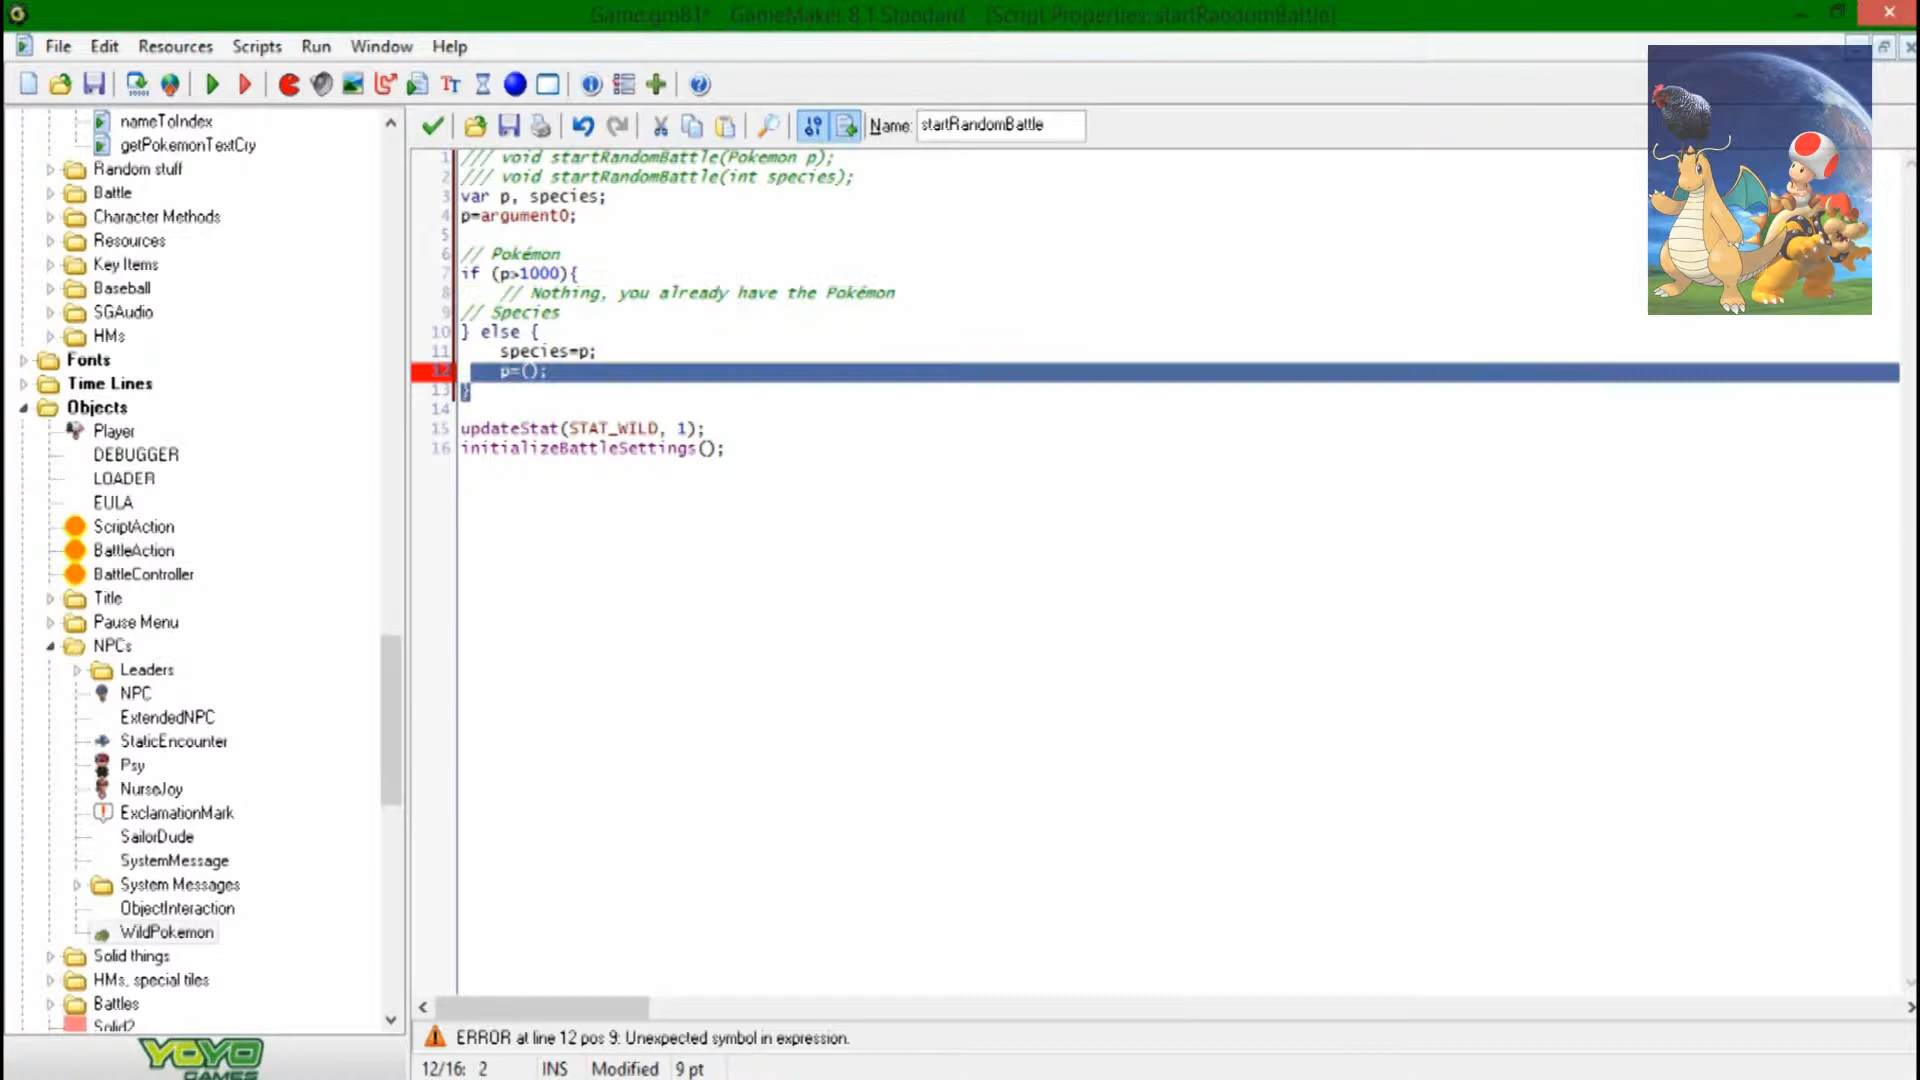 Game.gm81* GameMaker 8.1 Standard - [Script Properties: startRandomBattle]
File Edit Resources Scripts Run Window Help
nameToIndex
getPokemonTextCry
Random stuff
Battle
Character Methods
Resources
Key Items
Baseball
SGAudio
HMs
Fonts
Time Lines
Objects
Player
DEBUGGER
LOADER
EULA
ScriptAction
BattleAction
BattleController
Title
Pause Menu
NPCs
Leaders
NPC
ExtendedNPC
StaticEncounter
Psy
NurseJoy
ExclamationMark
SailorDude
SystemMessage
System Messages
ObjectInteraction
WildPokemon
Solid things
HMs, special tiles
Battles
Solid2
YOYO
GAMES
Name: startRandomBattle
1 /// void startRandomBattle(Pokemon p);
2 /// void startRandomBattle(int species);
3 var p, species;
4 p=argument0;
5
6 // Pokémon
7 if (p>1000){
8 // Nothing, you already have the Pokémon
9 // Species
10 } else {
11 species=p;
12 p=();
13 }
14
15 updateStat(STAT_WILD, 1);
16 initializeBattleSettings();
ERROR at line 12 pos 9: Unexpected symbol in expression.
12/16: 2 INS Modified 9 pt